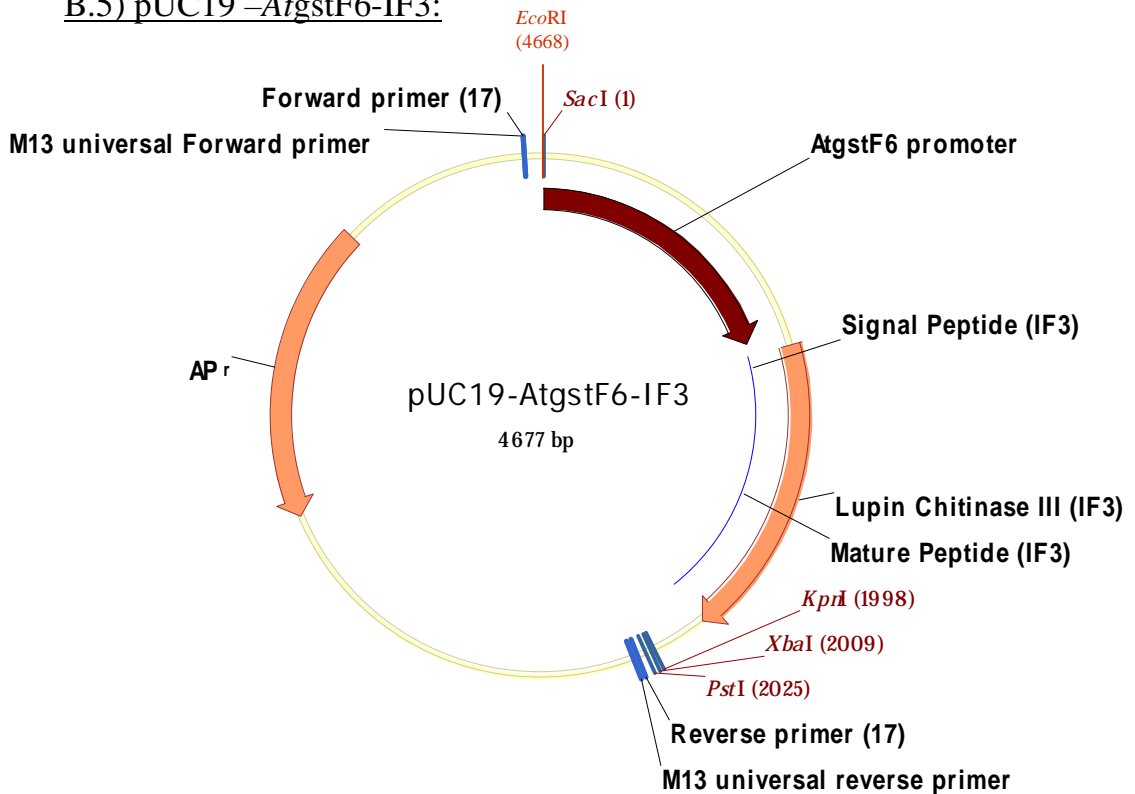 B.5) pUC19 –AtgstF6-IF3:
EcoRI
(4668)
Forward primer (17)
SacI (1)
M13 universal Forward primer
AtgstF6 promoter
Signal Peptide (IF3)
APr
pUC19-AtgstF6-IF3
4677 bp
Lupin Chitinase III (IF3)
Mature Peptide (IF3)
KpnI (1998)
XbaI (2009)
PstI (2025)
Reverse primer (17)
M13 universal reverse primer